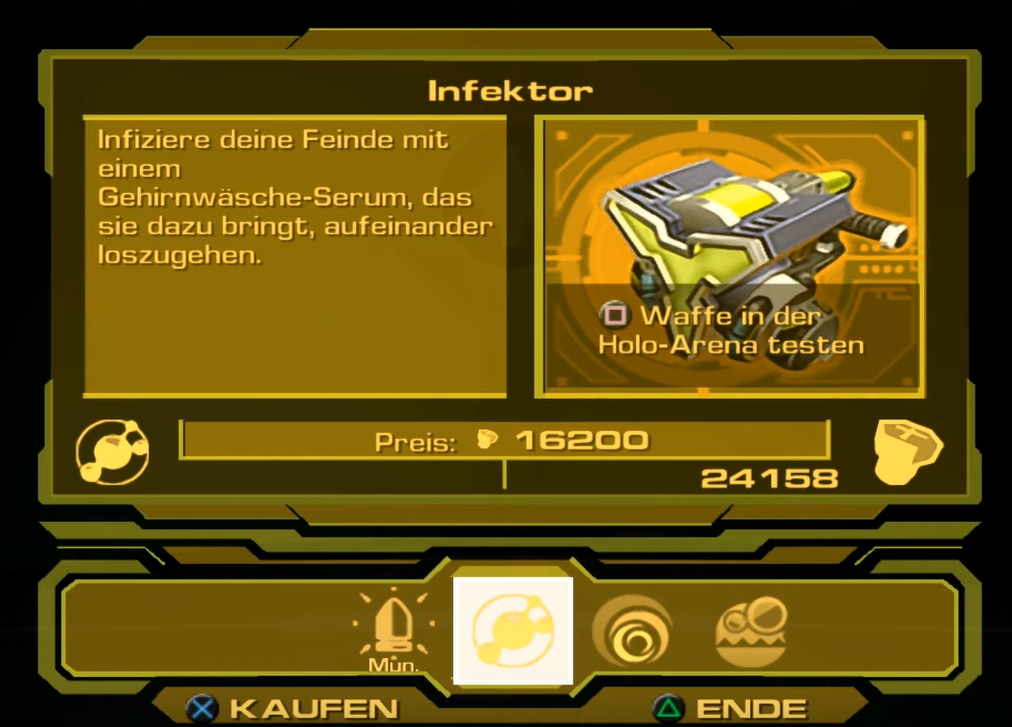 Infektor
Infiziere deine Feinde mit
einem
Gehirnwäsche-Serum, das
sie dazu bringt, aufeinander
loszugehen.
Waffe in der
Holo-Arena testen
Preis: 16200
24158
Mun.
KAUFEN
ENDE